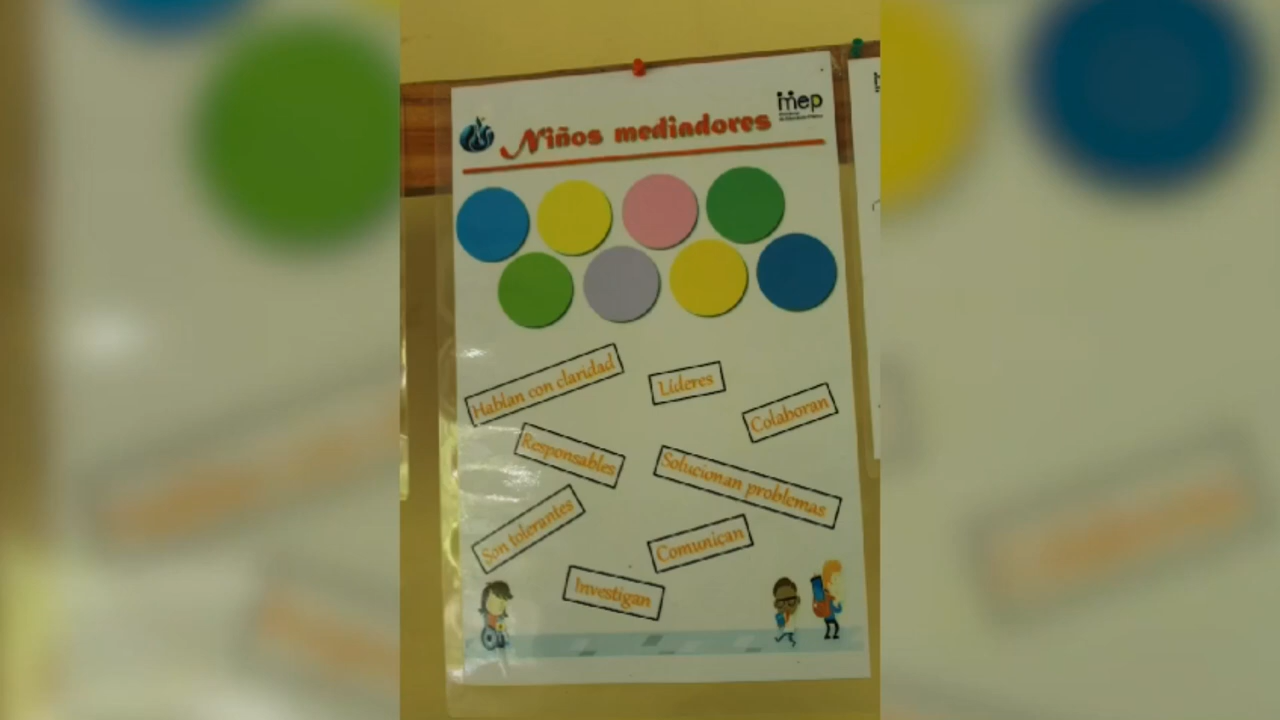 Niños mediadores
mep
Hablan con claridad
Líderes
Colaboran
Responsables
Solucionan problemas
Son tolerantes
Comunican
Investigan